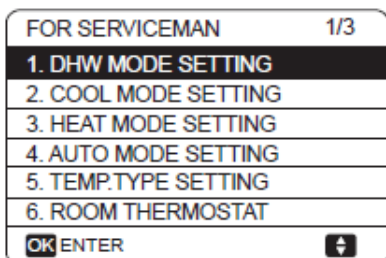 FOR SERVICEMAN 1/3
1. DHW MODE SETTING
2. COOL MODE SETTING
3. HEAT MODE SETTING
4. AUTO MODE SETTING
5. TEMP.TYPE SETTING
6. ROOM THERMOSTAT
OK ENTER